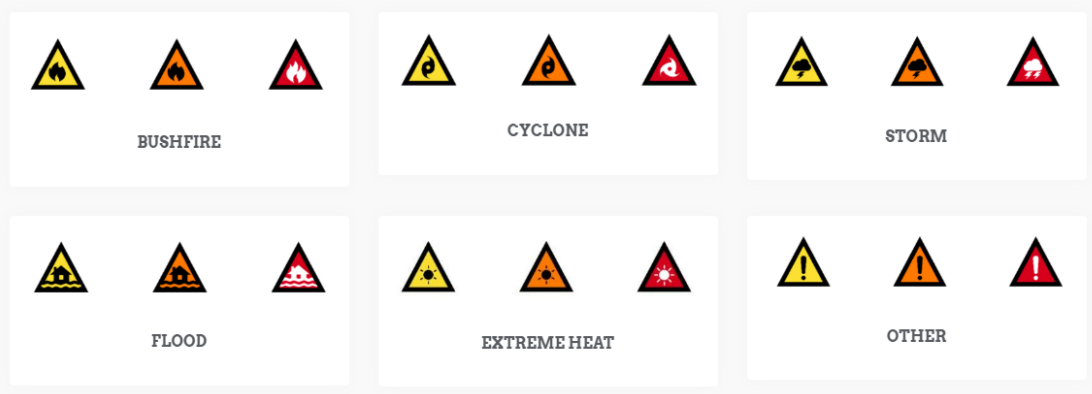 BUSHFIRE
CYCLONE
STORM
FLOOD
EXTREME HEAT
OTHER